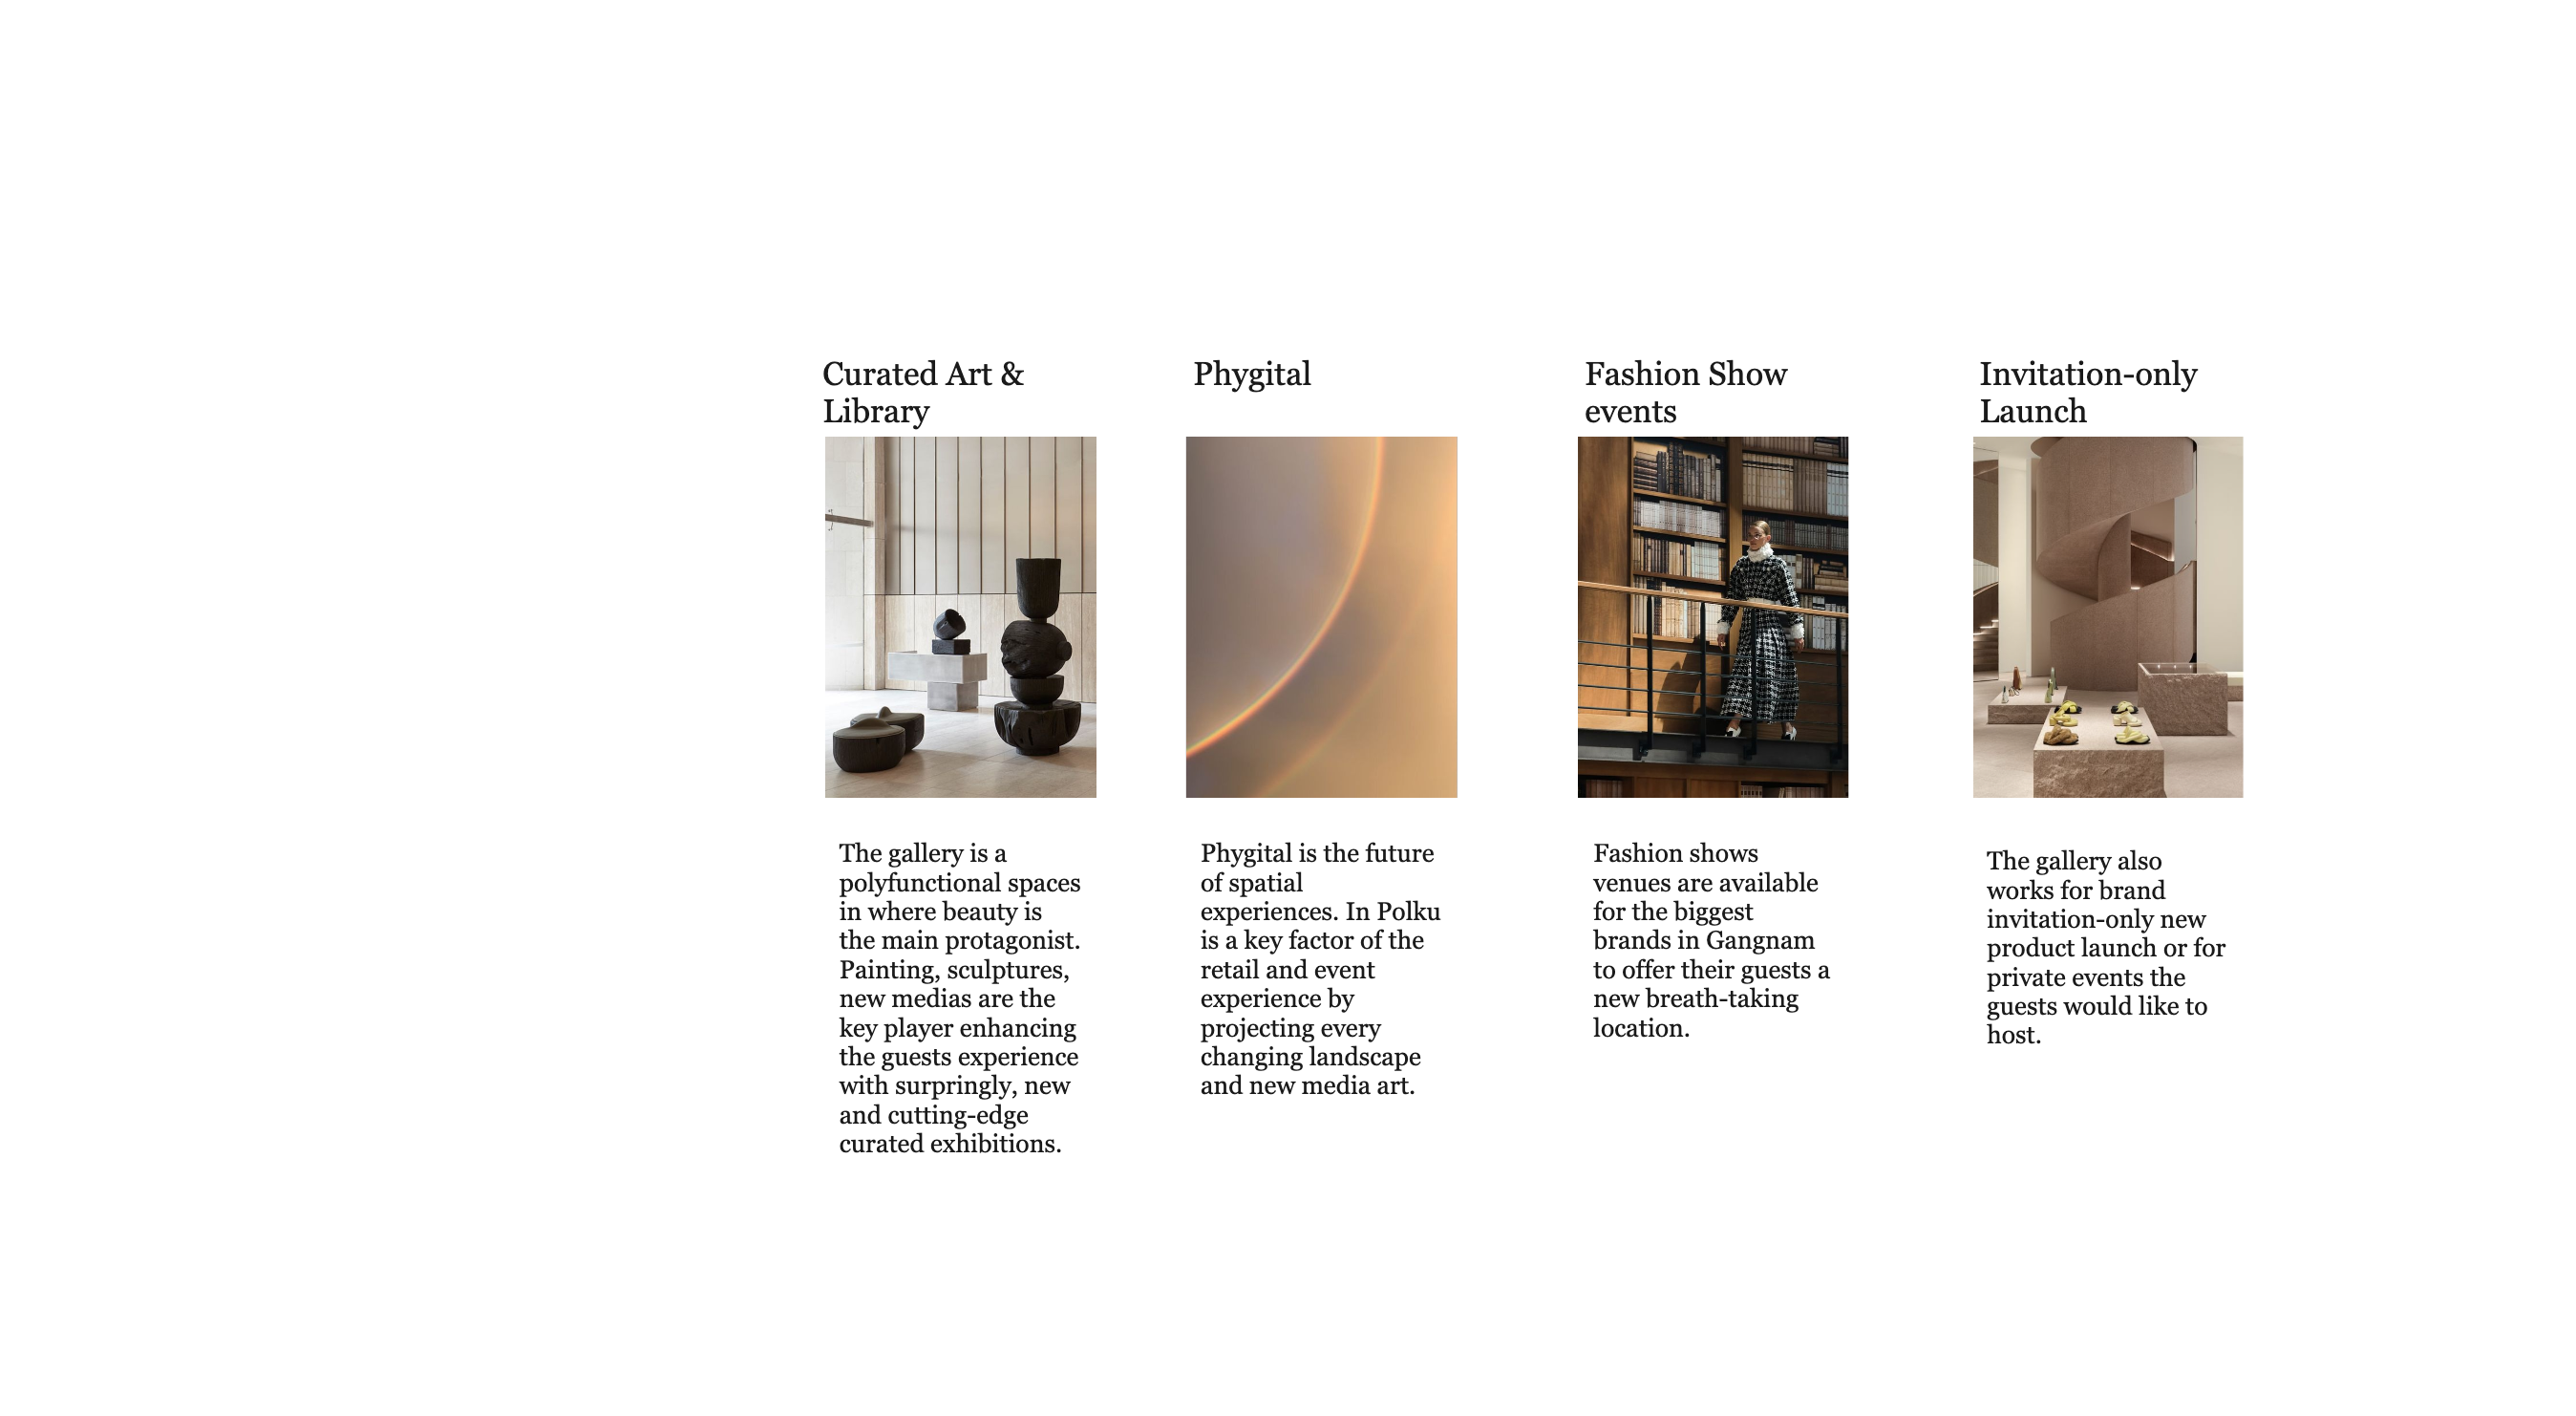 Curated Art &
Library
Phygital
Fashion Show
events
Invitation-only
Launch
The gallery is a
polyfunctional spaces
in where beauty is
the main protagonist.
Painting, sculptures,
new medias are the
key player enhancing
the guests experience
with surpringly, new
and cutting-edge
curated exhibitions.
Phygital is the future
of spatial
experiences. In Polku
is a key factor of the
retail and event
experience by
projecting every
changing landscape
and new media art.
Fashion shows
venues are available
for the biggest
brands in Gangnam
to offer their guests a
new breath-taking
location.
The gallery also
works for brand
invitation-only new
product launch or for
private events the
guests would like to
host.